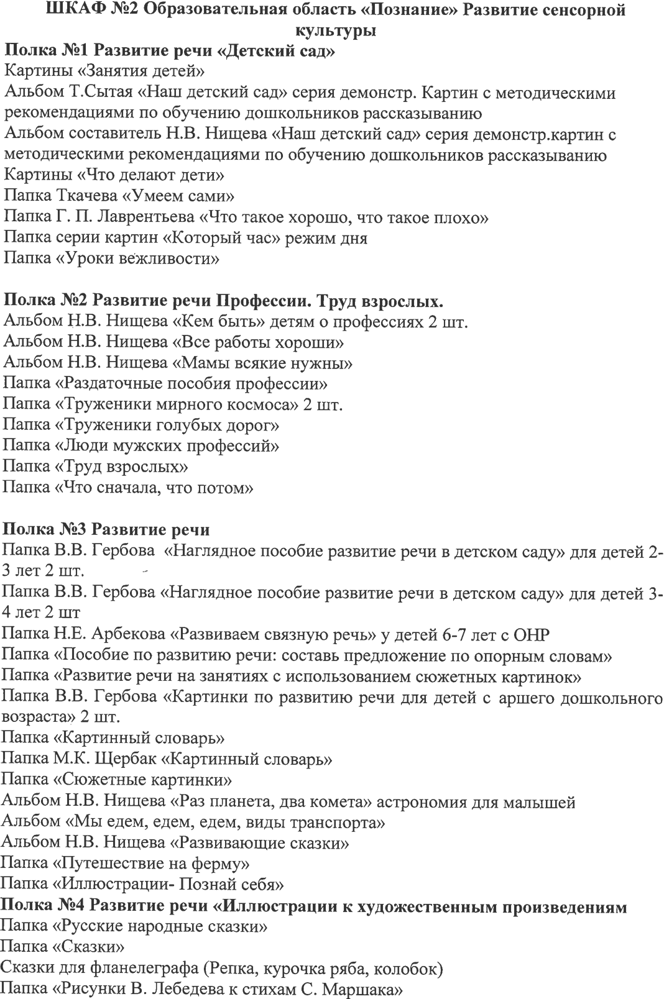 ШКАФ №2 Образовательная область «Познание» Развитие сенсорной
культуры
Полка №1 Развитие речи «Детский сад»
Картины «Занятия детей»
Альбом Т.Сытая «Наш детский сад» серия демонстр. Картин с методическими
рекомендациями по обучению дошкольников рассказыванию
Альбом составитель Н.В. Нищева «Наш детский сад» серия демонстр.картин с
методическими рекомендациями по обучению дошкольников рассказыванию
Картины «Что делают дети»
Папка Ткачева «Умеем сами»
Папка Г. П. Лаврентьева «Что такое хорошо, что такое плохо»
Папка серии картин «Который час» режим дня
Папка «Уроки вежливости»
Полка №2 Развитие речи Профессии. Труд взрослых.
Альбом Н.В. Нищева «Кем быть» детям о профессиях 2 шт.
Альбом Н.В. Нищева «Все работы хороши»
Альбом Н.В. Нищева «Мамы всякие нужны»
Папка «Раздаточные пособия профессии»
Папка «Труженики мирного космоса» 2 шт.
Папка «Труженики голубых дорог»
Папка «Люди мужских профессий»
Папка «Труд взрослых»
Папка «Что сначала, что потом»
Полка №3 Развитие речи
Папка В.В. Гербова «Наглядное пособие развитие речи в детском саду» для детей 2-
3 лет 2 шт.
Папка В.В. Гербова «Наглядное пособие развитие речи в детском саду» для детей 3-
4 лет 2 шт
Папка Н.Е. Арбекова «Развиваем связную речь» у детей 6-7 лет с ОНР
Папка «Пособие по развитию речи: составь предложение по опорным словам»
Папка «Развитие речи на занятиях с использованием сюжетных картинок»
Папка В.В. Гербова «Картинки по развитию речи для детей с аршего дошкольного
возраста» 2 шт.
Папка «Картинный словарь»
Папка М.К. Щербак «Картинный словарь»
Папка «Сюжетные картинки»
Альбом Н.В. Нищева «Раз планета, два комета» астрономия для малышей
Альбом «Мы едем, едем, едем, виды транспорта»
Альбом Н.В. Нищева «Развивающие сказки»
Папка «Путешествие на ферму»
Папка «Иллюстрации- Познай себя»
Полка №4 Развитие речи «Иллюстрации к художественным произведениям
Папка «Русские народные сказки»
Папка «Сказки»
Сказки для фланелеграфа (Репка, курочка ряба, колобок)
Папка «Рисунки В. Лебедева к стихам С. Маршака»